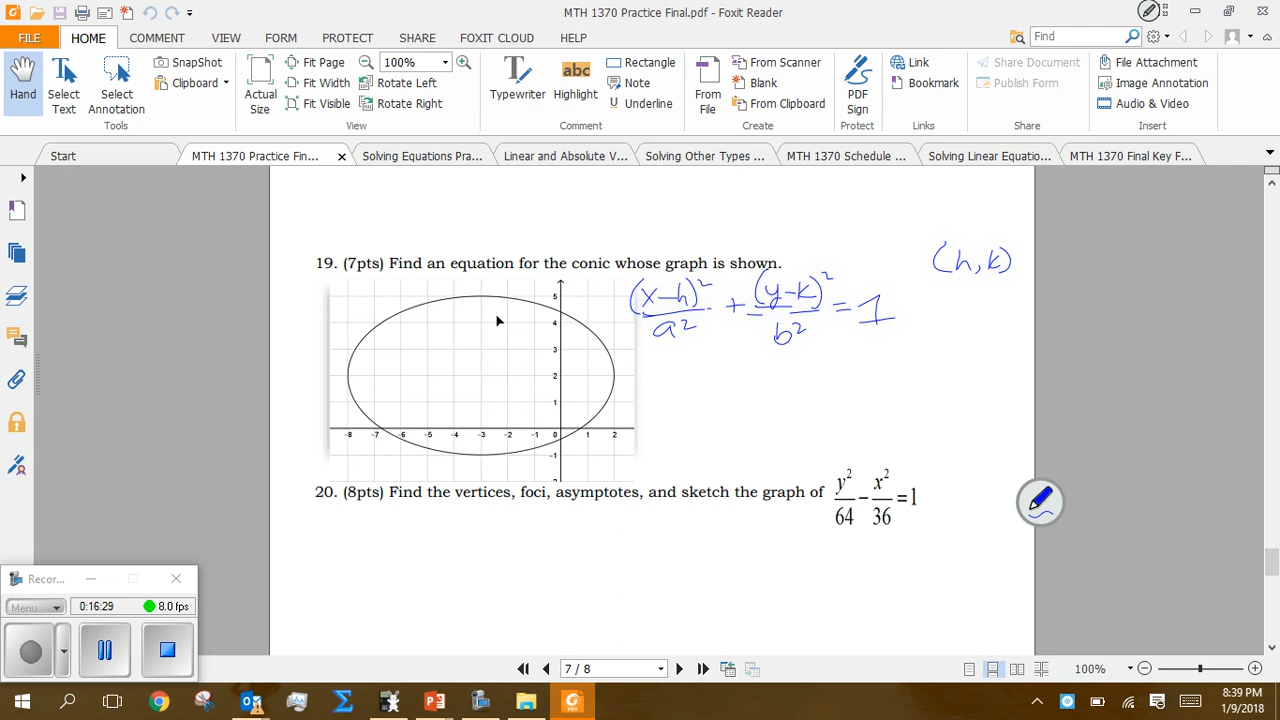 MTH 1370 Practice Final.pdf - Foxit Reader
FILE HOME COMMENT VIEW FORM PROTECT SHARE FOXIT CLOUD HELP Find
SnapShot Fit Page 100% Rectangle From Scanner Link Share Document File Attachment
Clipboard Fit Width Rotate Left Note Blank Bookmark Publish Form Image Annotation
Hand Select Text Select Annotation Actual Size Fit Visible Rotate Right Typewriter Highlight Underline From File From Clipboard PDF Sign Audio & Video
Tools View Comment Create Protect Links Share Insert
Start MTH 1370 Practice Fin... Solving Equations Pra... Linear and Absolute V... Solving Other Types ... MTH 1370 Schedule ... Solving Linear Equatio... MTH 1370 Final Key F...
(h, k)
19. (7pts) Find an equation for the conic whose graph is shown.
(x-h)²/a² + (y-k)²/b² = 1
5
4
3
2
1
-8 -7 -6 -5 -4 -3 -2 -1 0 1 2
-1
20. (8pts) Find the vertices, foci, asymptotes, and sketch the graph of y²/64 − x²/36 = 1
Recor...
Menu 0:16:29 8.0 fps
7 / 8 100%
8:39 PM
1/9/2018